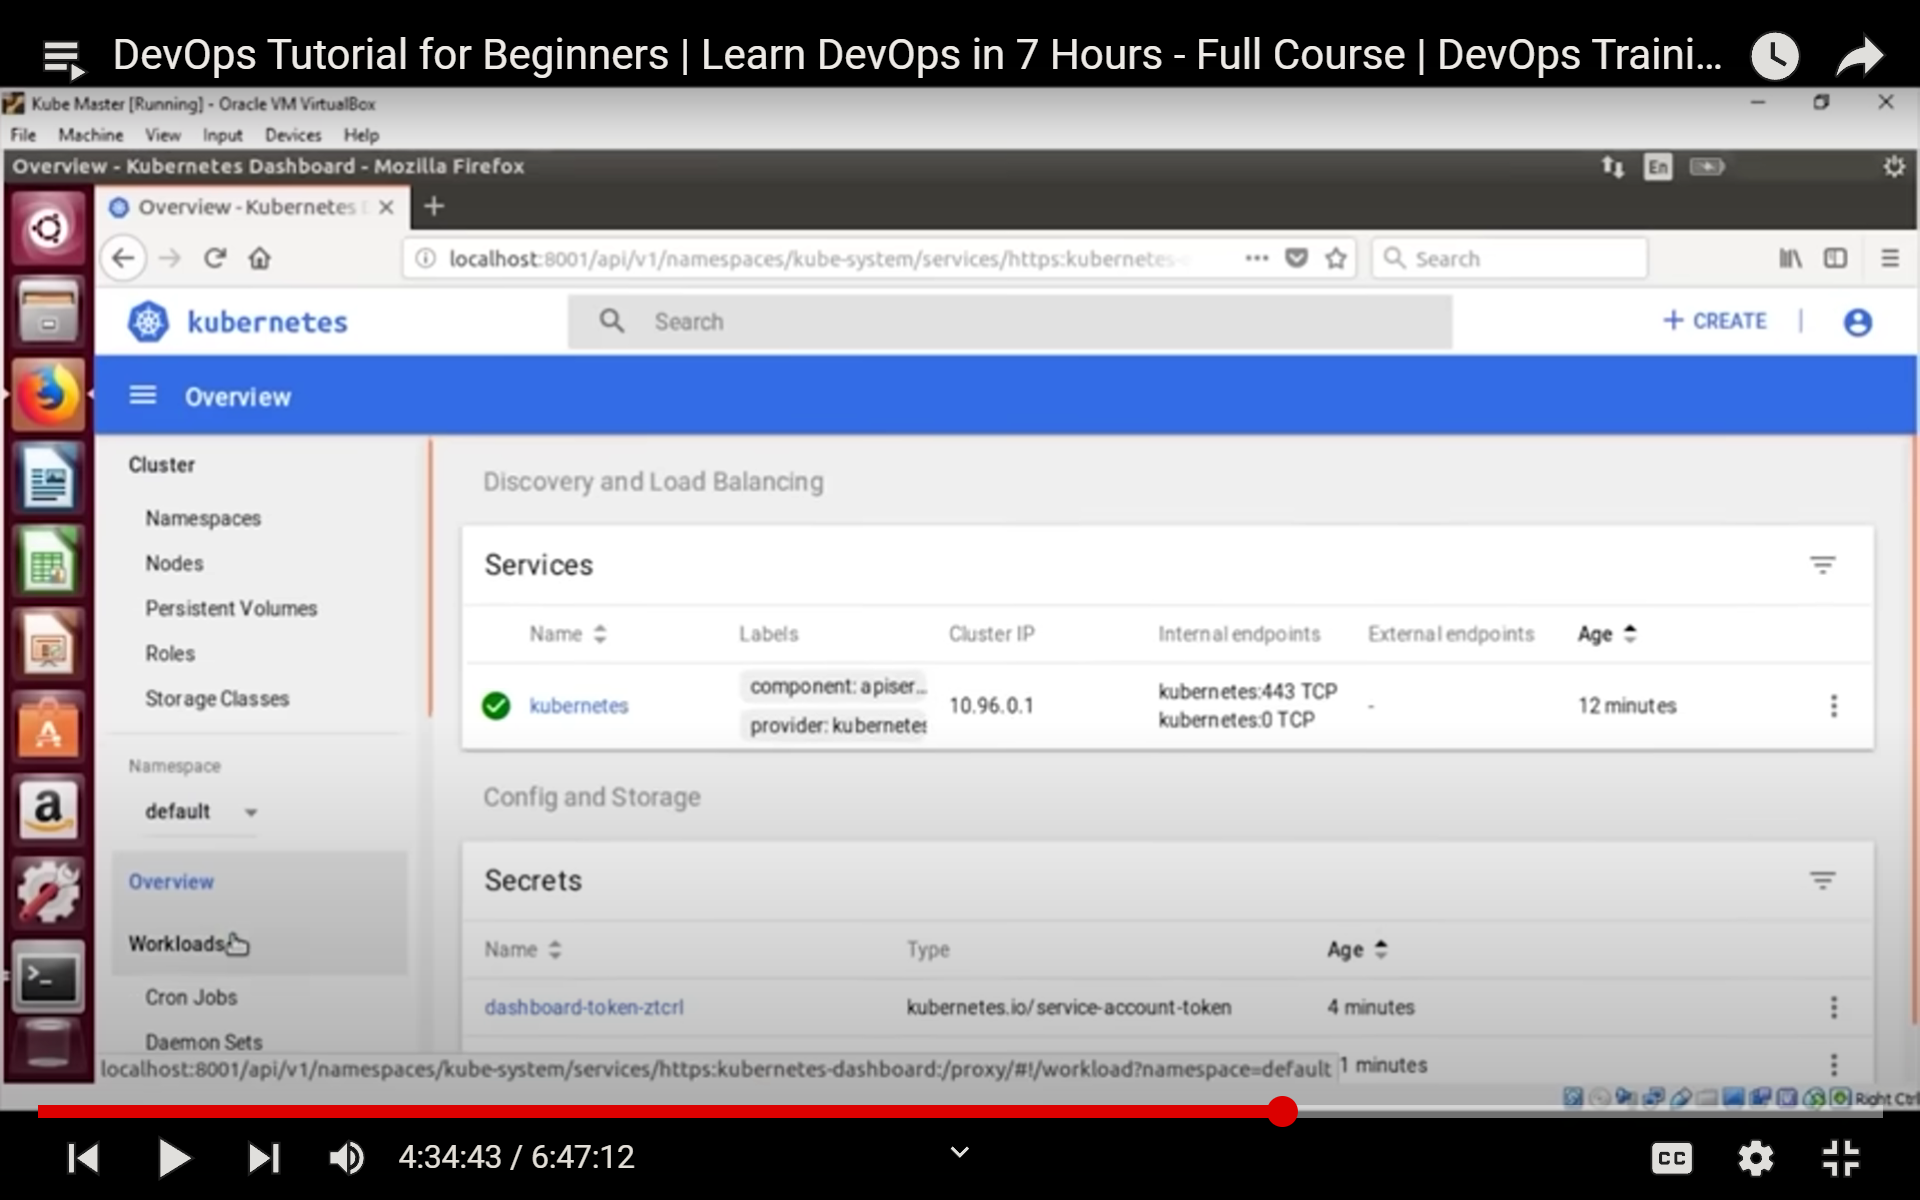 DevOps Tutorial for Beginners | Learn DevOps in 7 Hours - Full Course | DevOps Traini...
Kube Master [Running] - Oracle VM VirtualBox
File Machine View Input Devices Help
Overview - Kubernetes Dashboard - Mozilla Firefox
En
Overview - Kubernetes
localhost:8001/api/v1/namespaces/kube-system/services/https:kubernetes-
Search
kubernetes
Search
+ CREATE
Overview
Cluster
Namespaces
Nodes
Persistent Volumes
Roles
Storage Classes
Namespace
default
Overview
Workloads
Cron Jobs
Daemon Sets
Discovery and Load Balancing
Services
Name Labels Cluster IP Internal endpoints External endpoints Age
kubernetes component: apiser... 10.96.0.1 kubernetes:443 TCP - 12 minutes
provider: kubernetes kubernetes:0 TCP
Config and Storage
Secrets
Name Type Age
dashboard-token-ztcrl kubernetes.io/service-account-token 4 minutes
1 minutes
localhost:8001/api/v1/namespaces/kube-system/services/https:kubernetes-dashboard:/proxy/#!/workload?namespace=default
Right Ctrl
4:34:43 / 6:47:12
CC